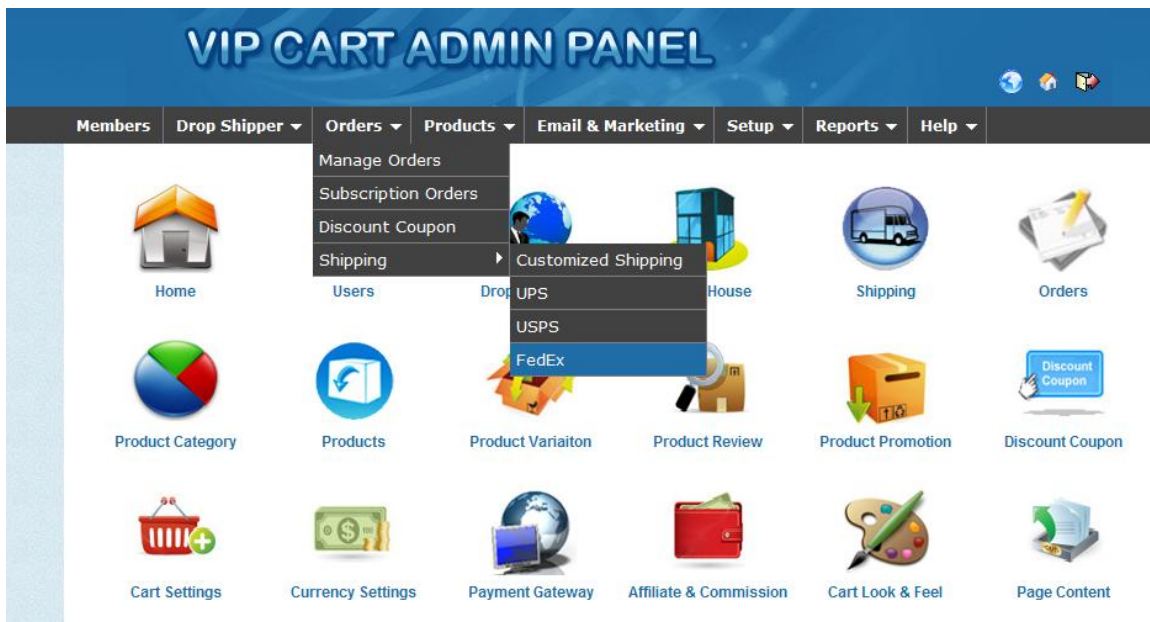 VIP CART ADMIN PANEL
Members Drop Shipper Orders Products Email & Marketing Setup Reports Help
Manage Orders
Subscription Orders
Discount Coupon
Shipping
Customized Shipping
UPS
USPS
FedEx
Home Users Drop House Shipping Orders
Discount
Coupon
Product Category Products Product Variaiton Product Review Product Promotion Discount Coupon
Cart Settings Currency Settings Payment Gateway Affiliate & Commission Cart Look & Feel Page Content